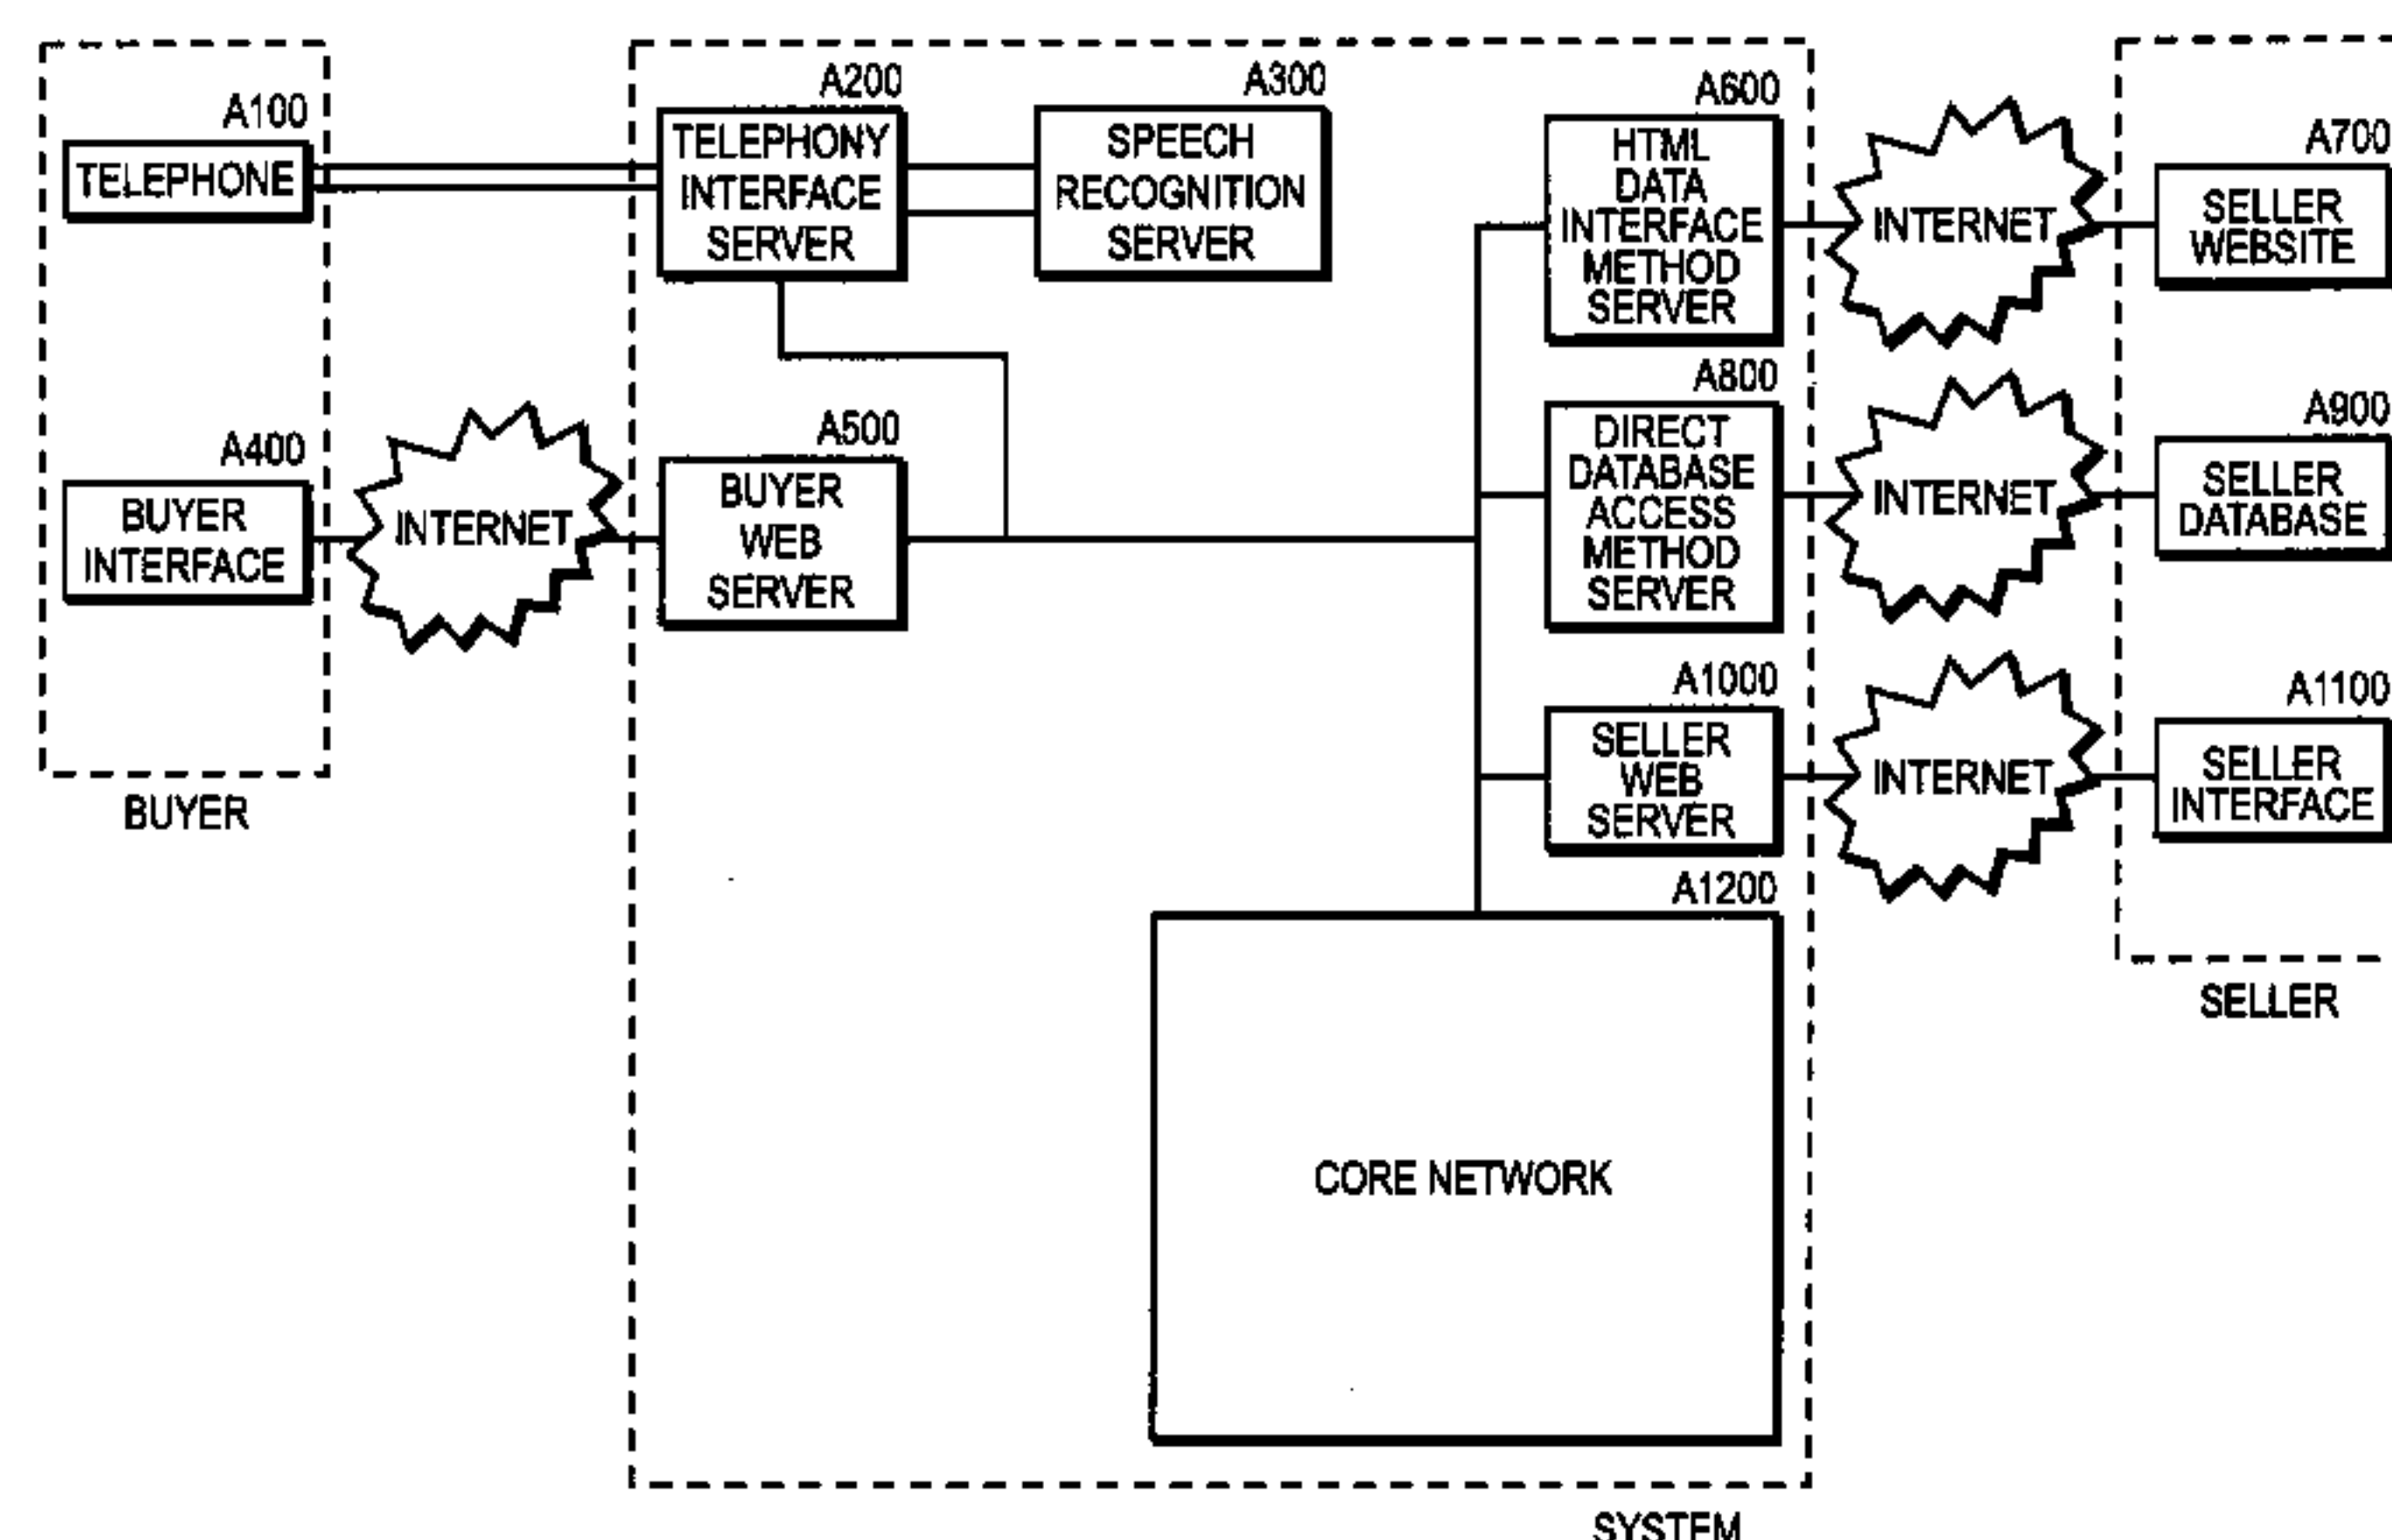 A100
TELEPHONE
A200
TELEPHONY
INTERFACE
SERVER
A300
SPEECH
RECOGNITION
SERVER
A400
BUYER
INTERFACE
INTERNET
A500
BUYER
WEB
SERVER
BUYER
A600
HTML
DATA
INTERFACE
METHOD
SERVER
INTERNET
A700
SELLER
WEBSITE
A800
DIRECT
DATABASE
ACCESS
METHOD
SERVER
INTERNET
A900
SELLER
DATABASE
A1000
SELLER
WEB
SERVER
INTERNET
A1100
SELLER
INTERFACE
SELLER
A1200
CORE NETWORK
SYSTEM